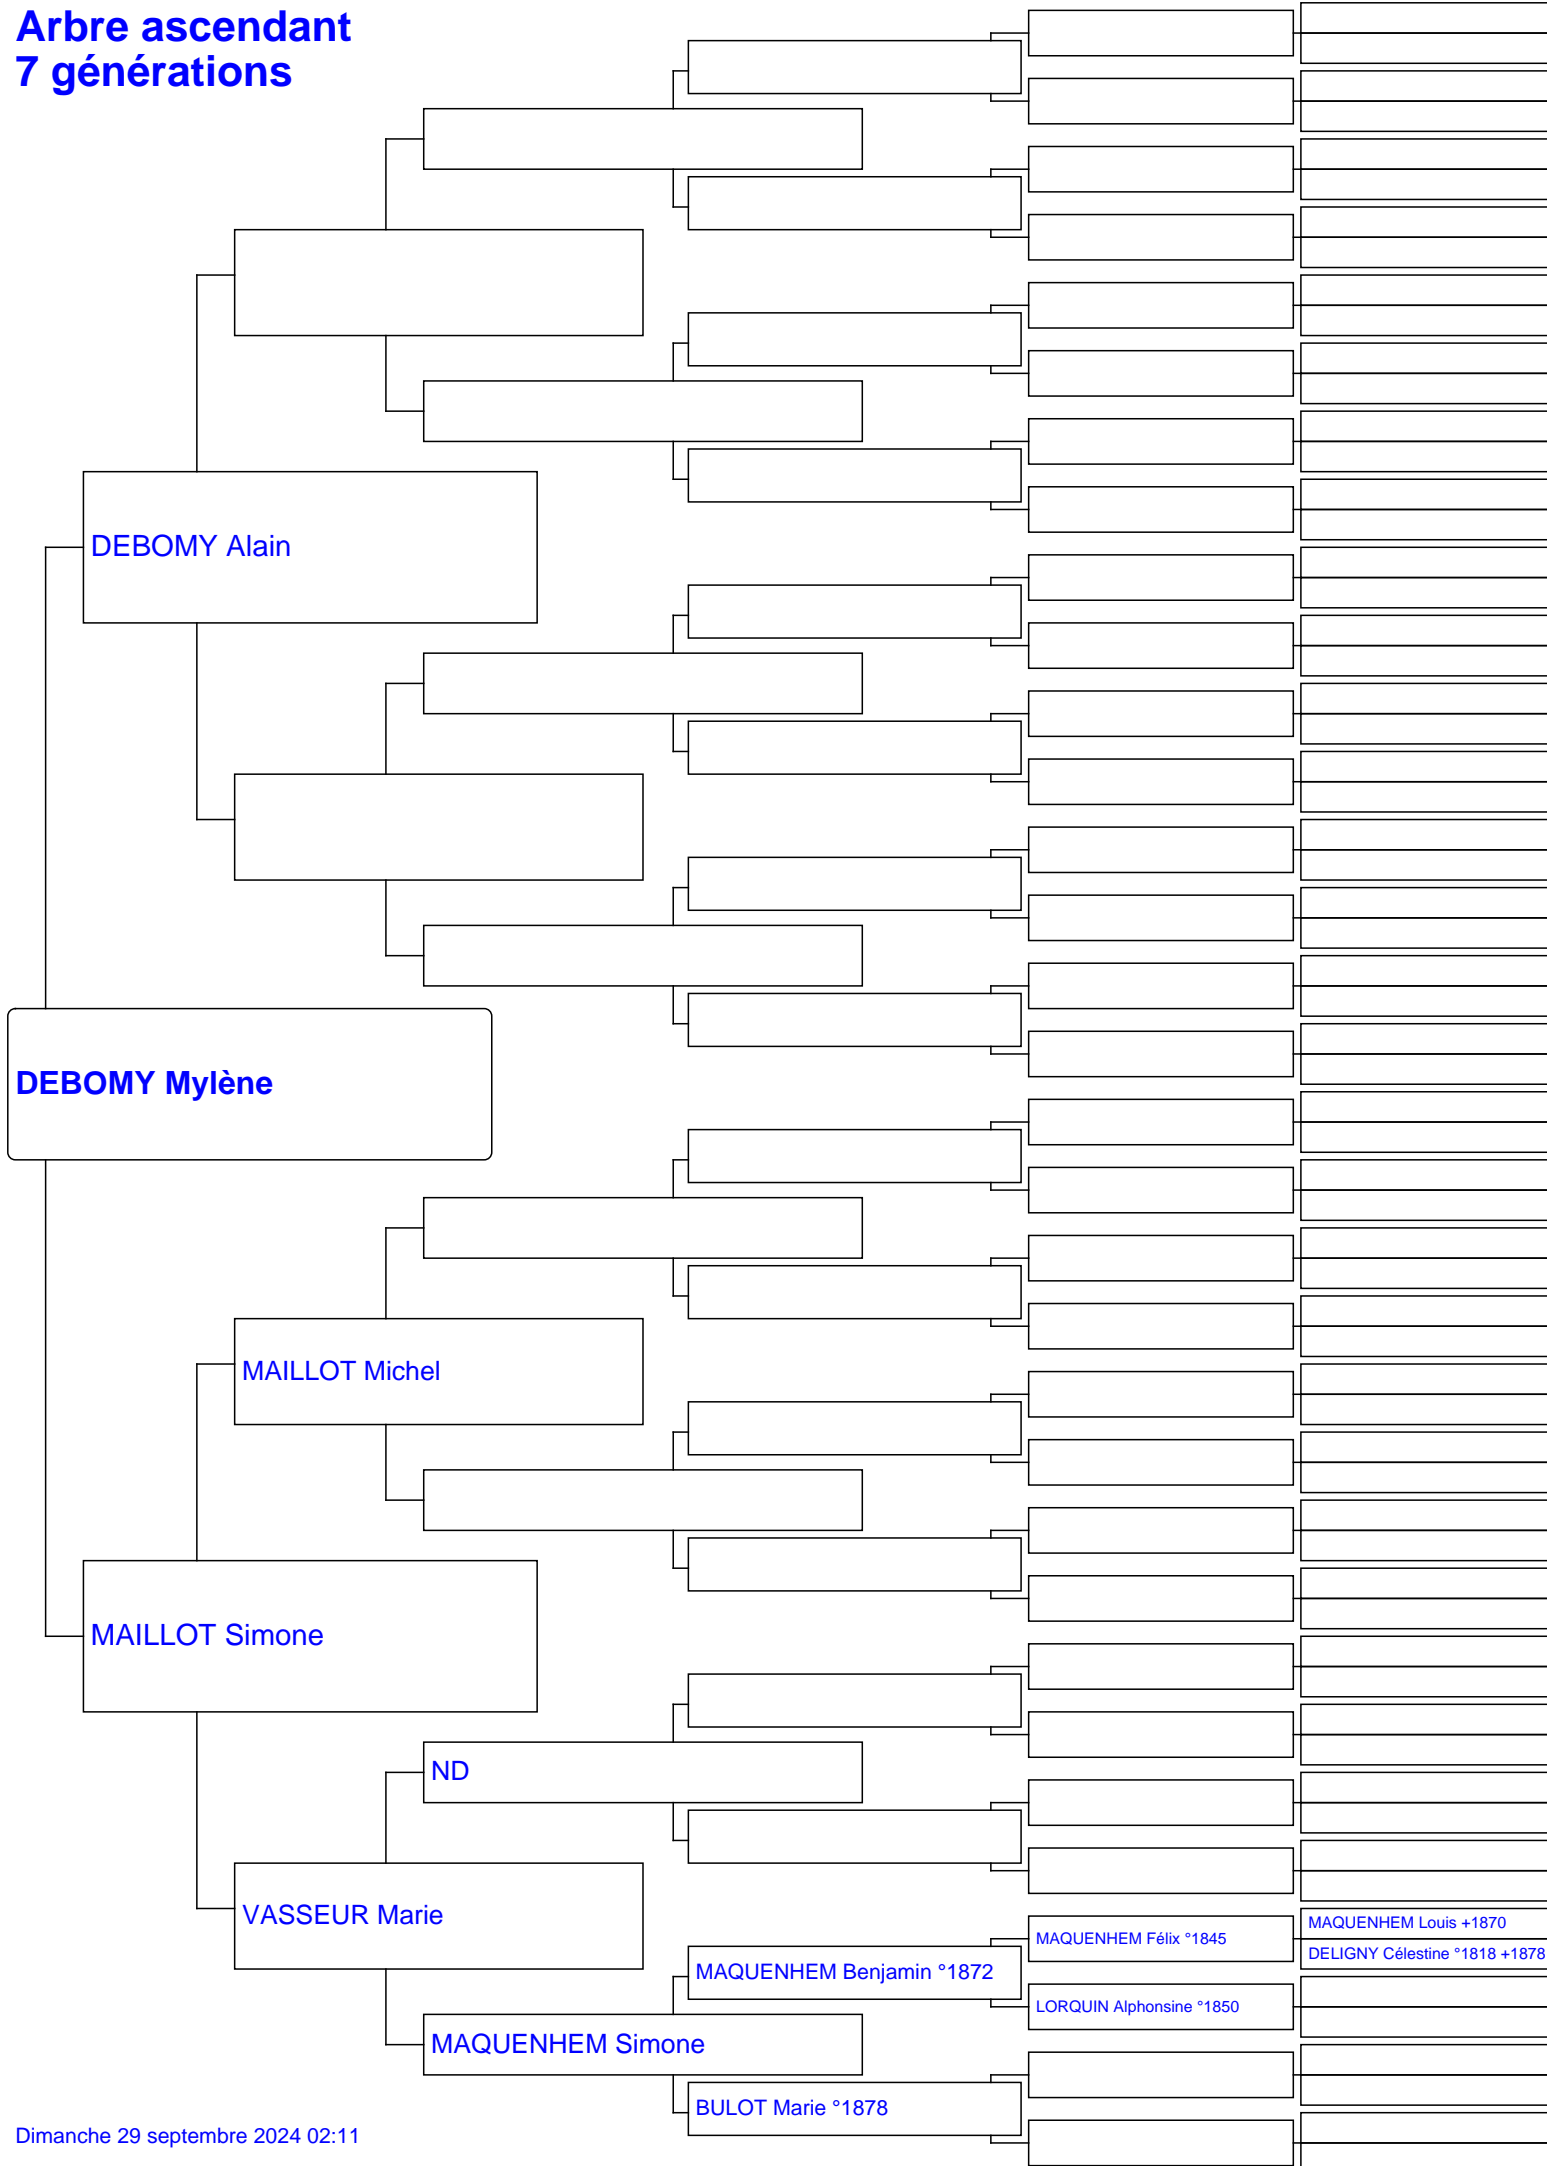 Arbre ascendant
7 générations
DEBOMY Alain
DEBOMY Mylène
MAILLOT Michel
MAILLOT Simone
ND
VASSEUR Marie
MAQUENHEM Louis +1870
MAQUENHEM Félix °1845
DELIGNY Célestine °1818 +1878
MAQUENHEM Benjamin °1872
LORQUIN Alphonsine °1850
MAQUENHEM Simone
BULOT Marie °1878
Dimanche 29 septembre 2024 02:11